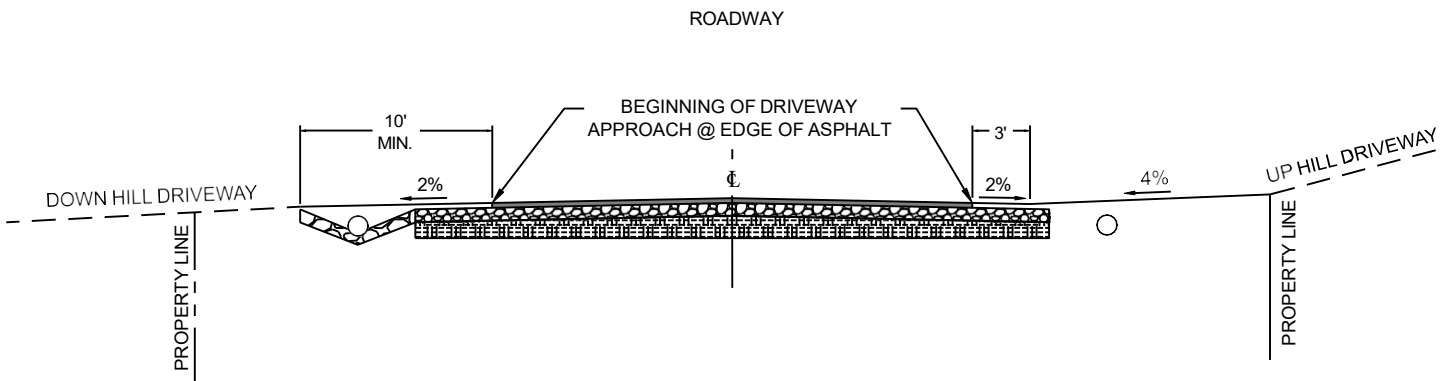 ROADWAY
BEGINNING OF DRIVEWAY
APPROACH @ EDGE OF ASPHALT
10'
MIN.
3'
DOWN HILL DRIVEWAY
2%
℄
2%
4%
UP HILL DRIVEWAY
PROPERTY LINE
PROPERTY LINE